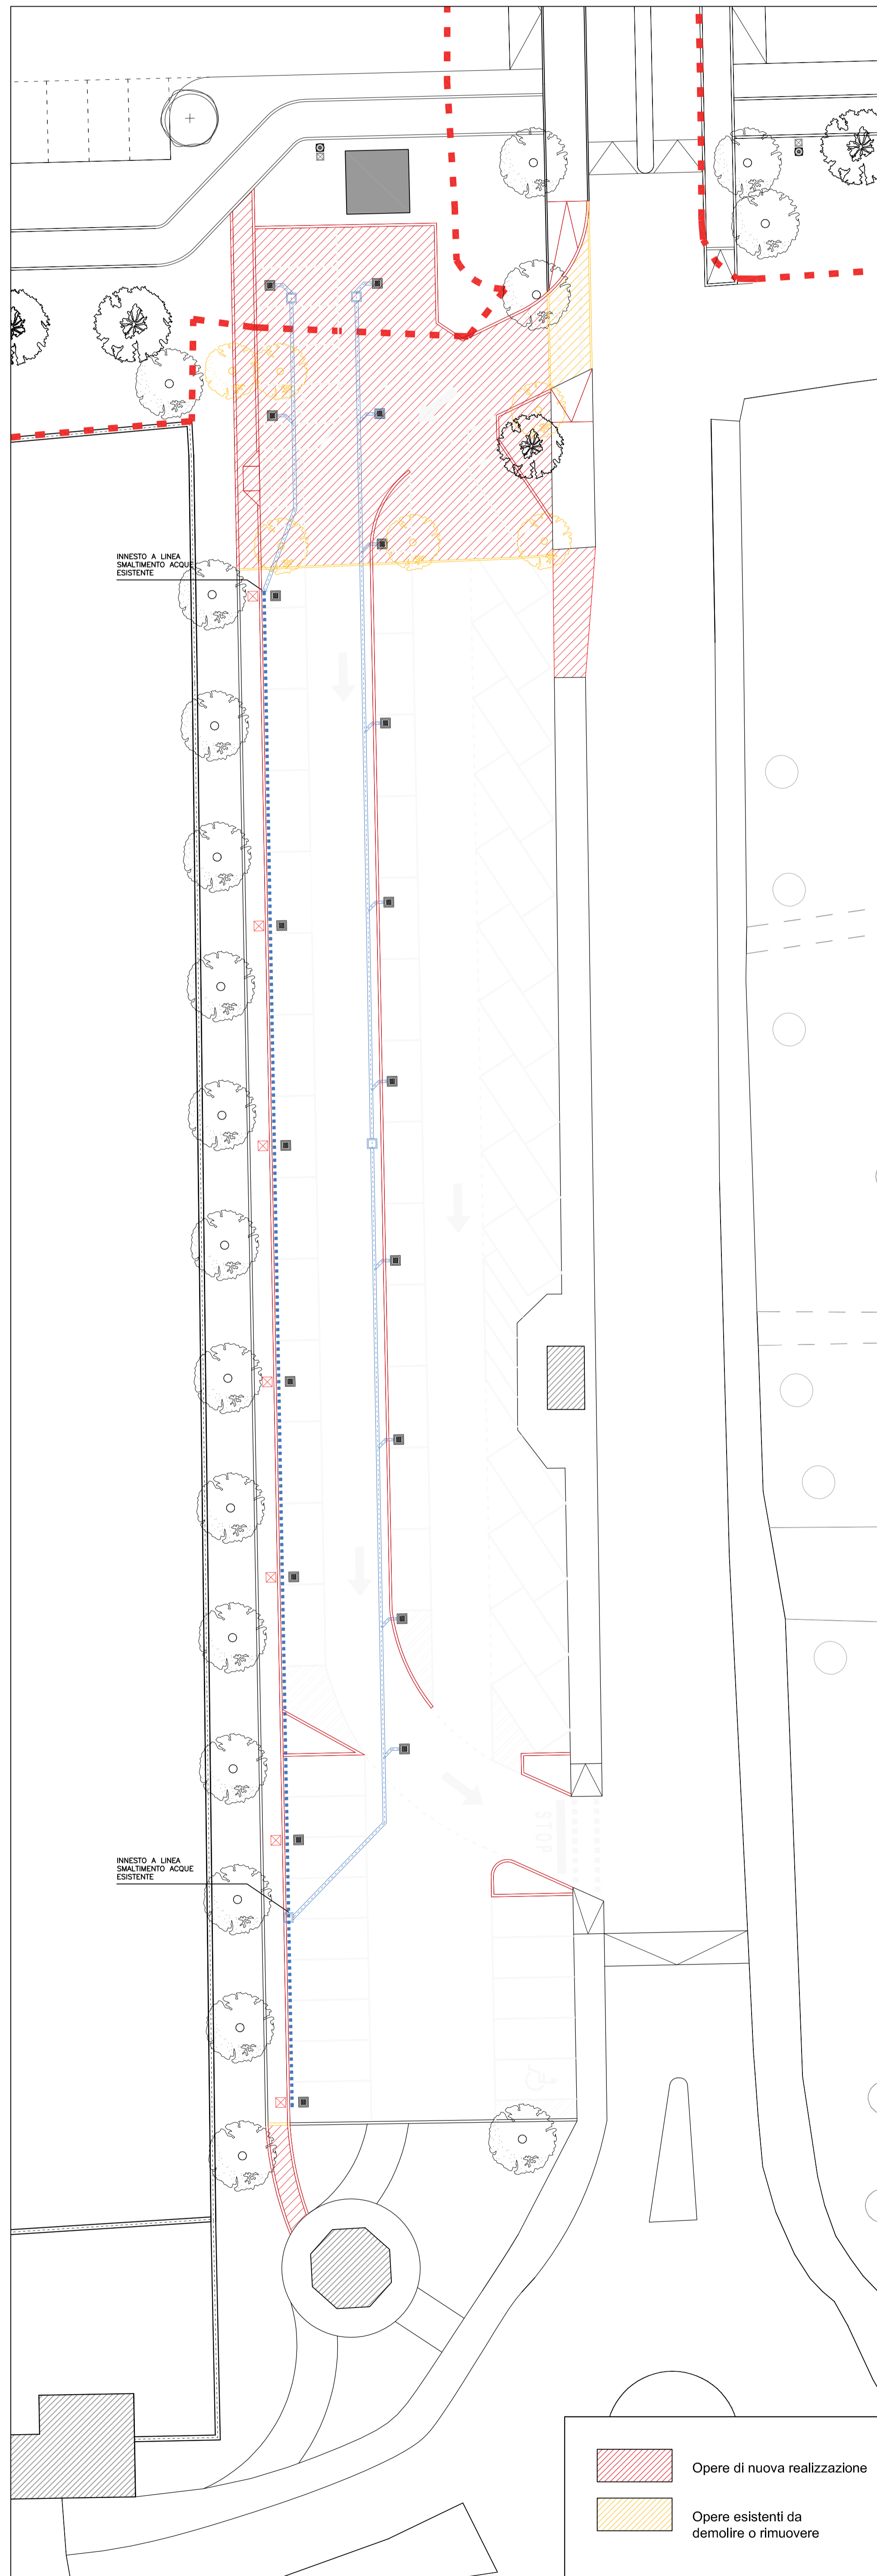 INNESTO A LINEA
SMALTIMENTO ACQUE
ESISTENTE
INNESTO A LINEA
SMALTIMENTO ACQUE
ESISTENTE
STOP
Opere di nuova realizzazione
Opere esistenti da
demolire o rimuovere